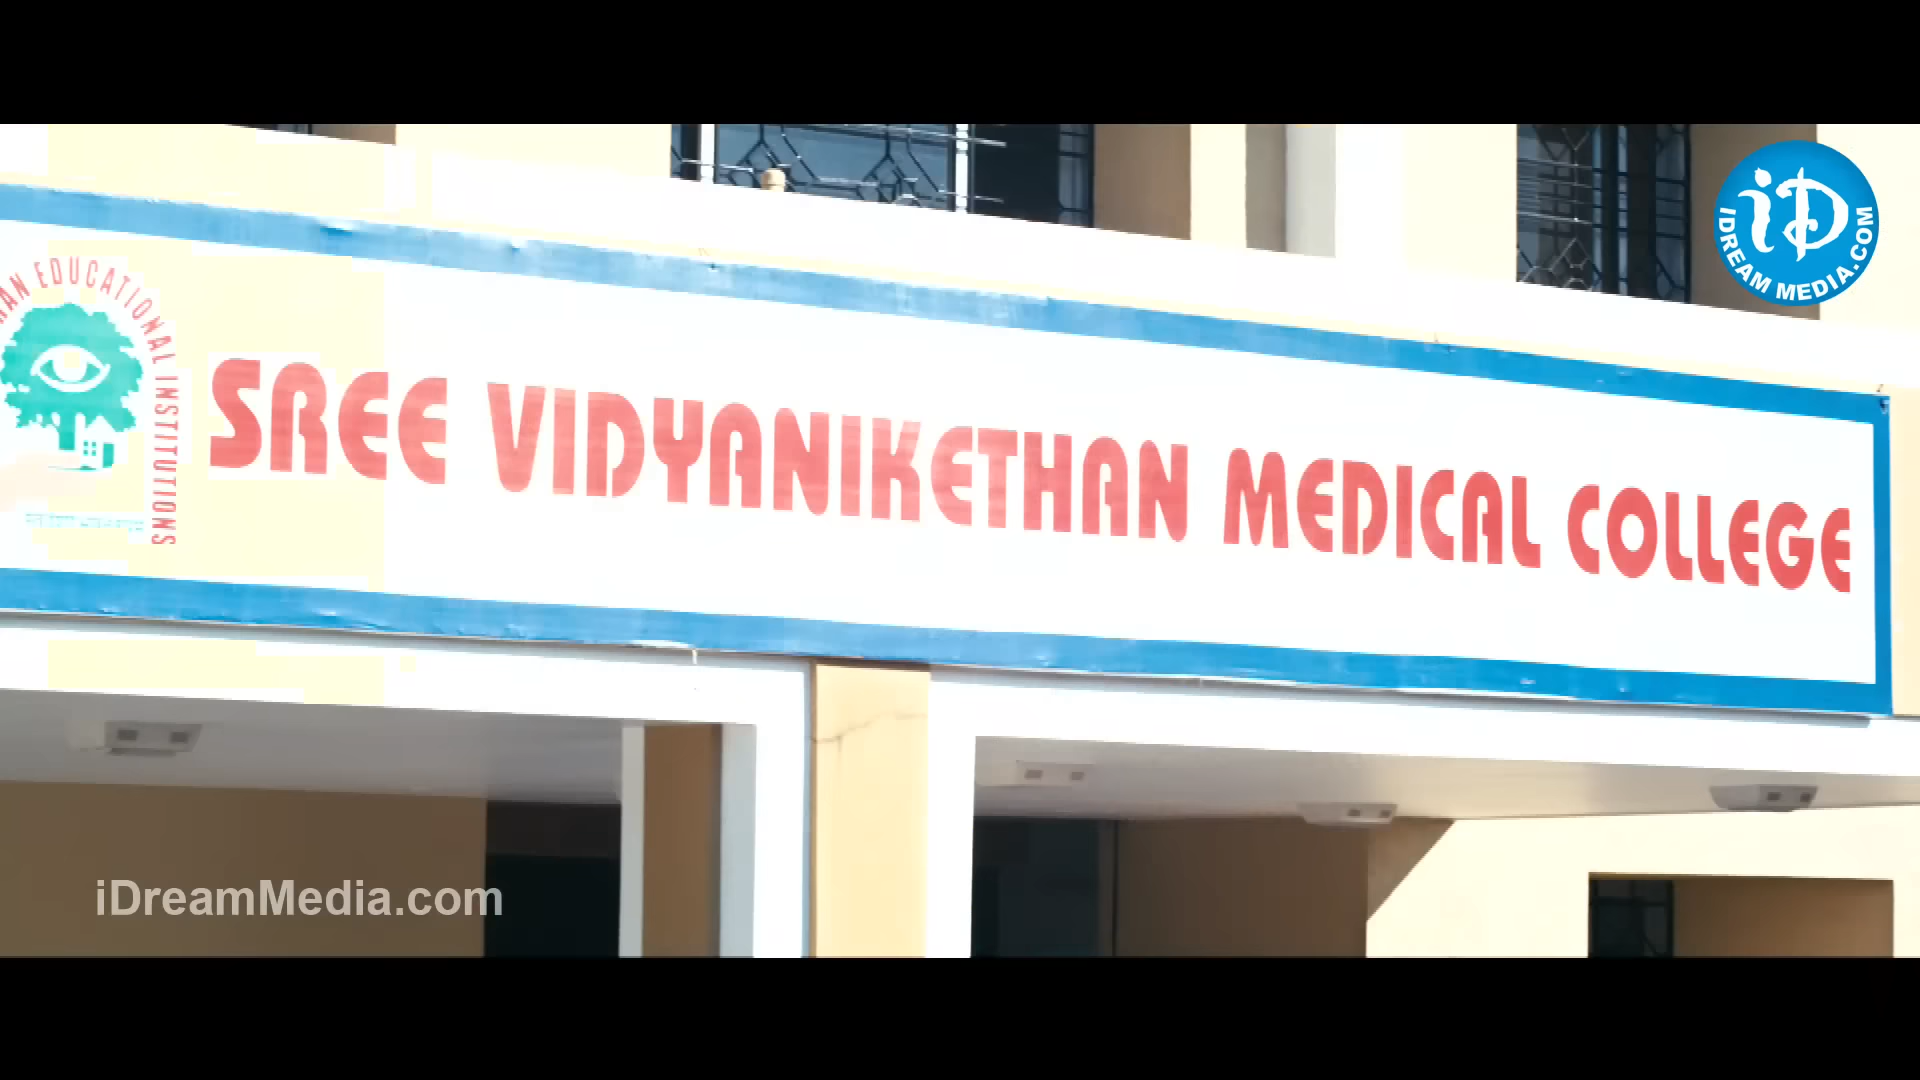 iD
IDREAM MEDIA.COM
EDUCATIONAL INSTITUTIONS
SREE VIDYANIKETHAN MEDICAL COLLEGE
iDreamMedia.com